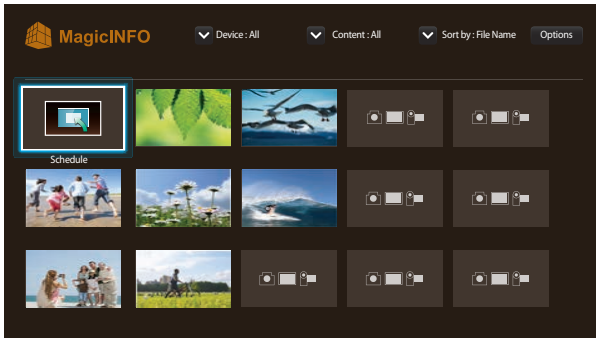 MagicINFO
Device : All
Content : All
Sort by : File Name
Options
Schedule